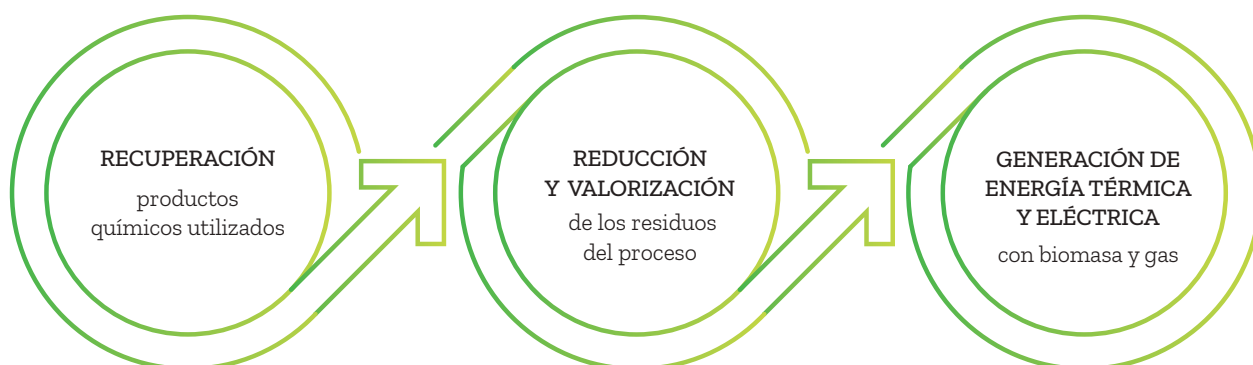 RECUPERACIÓN
productos
químicos utilizados
REDUCCIÓN
Y VALORIZACIÓN
de los residuos
del proceso
GENERACIÓN DE
ENERGÍA TÉRMICA
Y ELÉCTRICA
con biomasa y gas